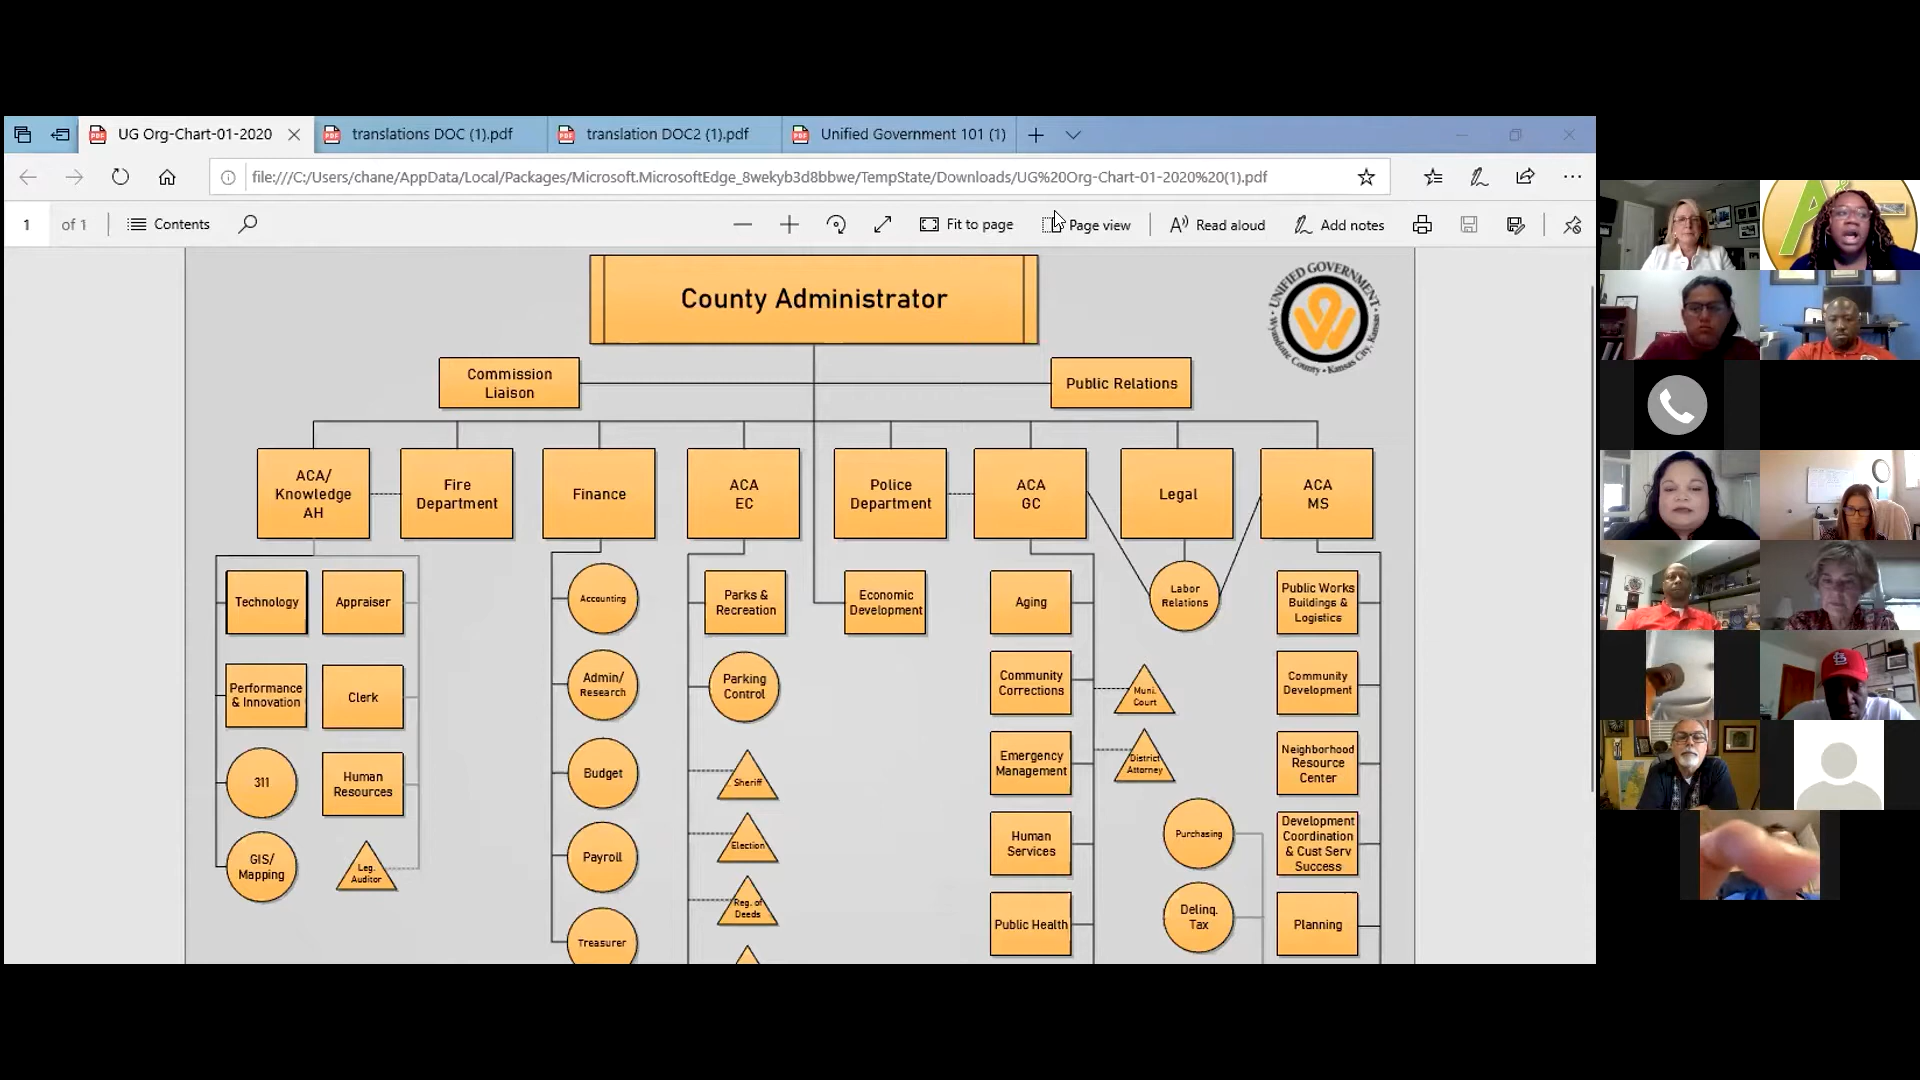 UG Org-Chart-01-2020
translations DOC (1).pdf
translation DOC2 (1).pdf
Unified Government 101 (1)
file:///C:/Users/chane/AppData/Local/Packages/Microsoft.MicrosoftEdge_8wekyb3d8bbwe/TempState/Downloads/UG%20Org-Chart-01-2020%20(1).pdf
1
of 1
Contents
Fit to page
Page view
Read aloud
Add notes
County Administrator
UNIFIED GOVERNMENT
Wyandotte County • Kansas City, Kansas
Commission
Liaison
Public Relations
ACA/
Knowledge
AH
Fire
Department
Finance
ACA
EC
Police
Department
ACA
GC
Legal
ACA
MS
Technology
Appraiser
Performance
& Innovation
Clerk
311
Human
Resources
GIS/
Mapping
Leg.
Auditor
Accounting
Admin/
Research
Budget
Payroll
Treasurer
Parks &
Recreation
Parking
Control
Sheriff
Election
Reg. of
Deeds
Economic
Development
Aging
Community
Corrections
Emergency
Management
Human
Services
Public Health
Labor
Relations
Muni.
Court
District
Attorney
Purchasing
Delinq.
Tax
Public Works
Buildings &
Logistics
Community
Development
Neighborhood
Resource
Center
Development
Coordination
& Cust Serv
Success
Planning